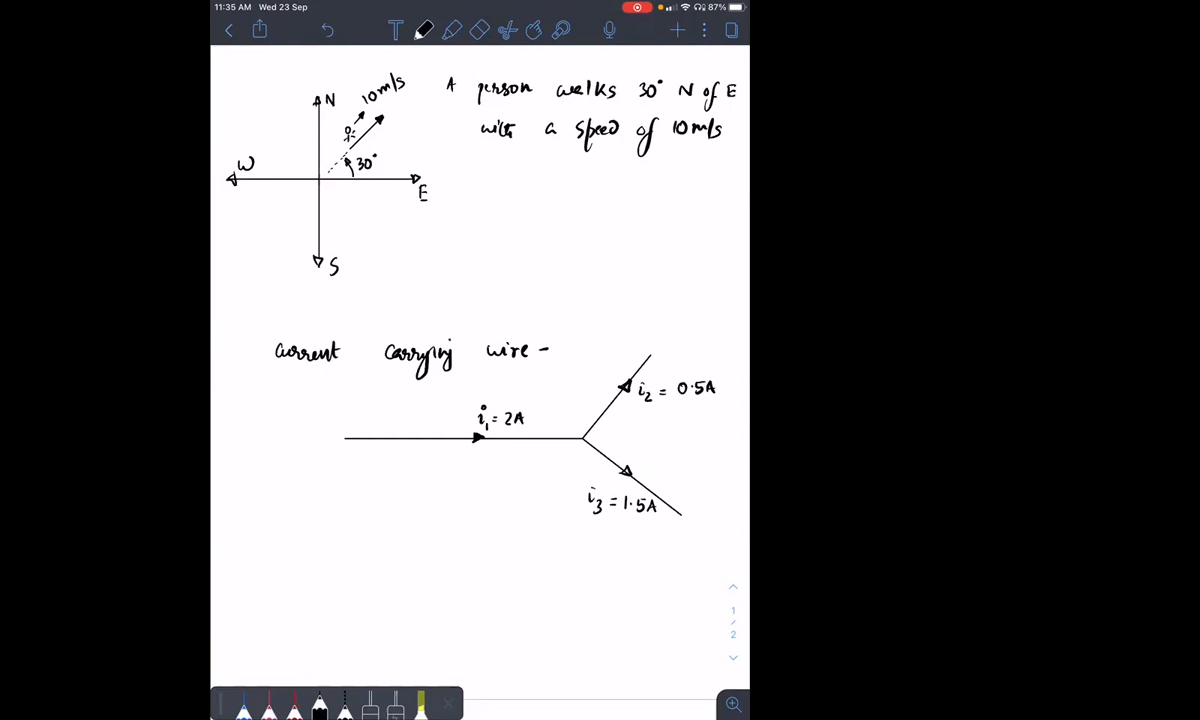 11:35 AM Wed 23 Sep
87%
T
N
10m/s
30°
W
E
S
A person walks 30° N of E
with a speed of 10m/s
current carrying wire -
i₁ = 2A
i₂ = 0.5A
i₃ = 1.5A
1
/
2